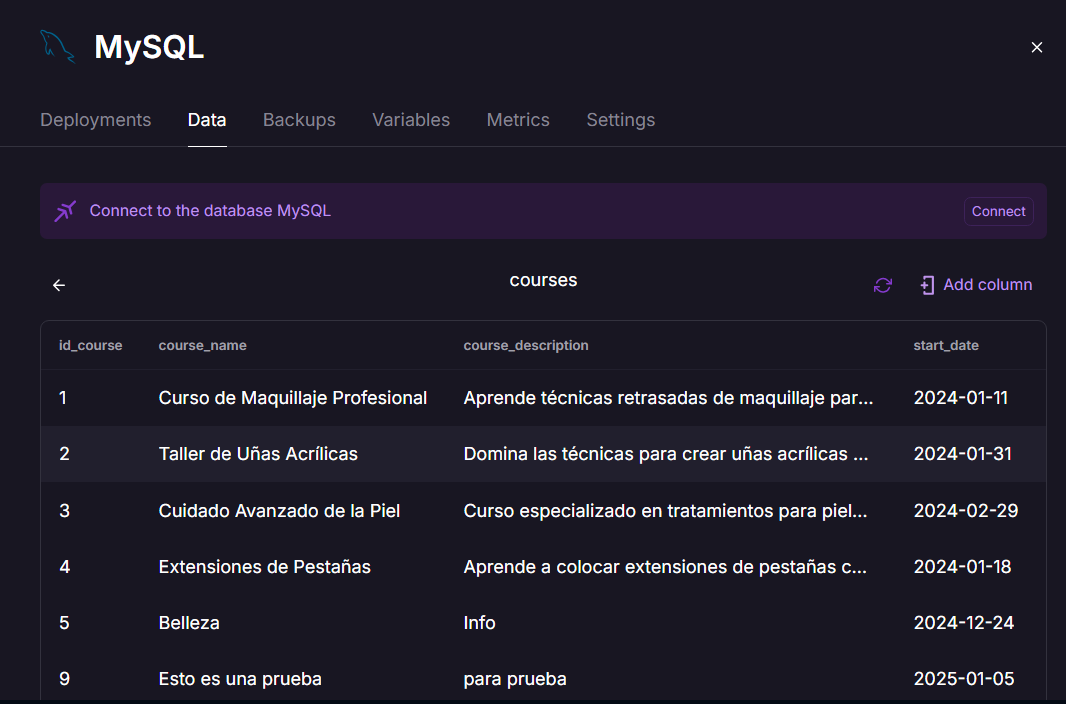 MySQL
Deployments Data Backups Variables Metrics Settings
Connect to the database MySQL Connect
courses Add column
id_course course_name course_description start_date
1 Curso de Maquillaje Profesional Aprende técnicas retrasadas de maquillaje par... 2024-01-11
2 Taller de Uñas Acrílicas Domina las técnicas para crear uñas acrílicas ... 2024-01-31
3 Cuidado Avanzado de la Piel Curso especializado en tratamientos para piel... 2024-02-29
4 Extensiones de Pestañas Aprende a colocar extensiones de pestañas c... 2024-01-18
5 Belleza Info 2024-12-24
9 Esto es una prueba para prueba 2025-01-05